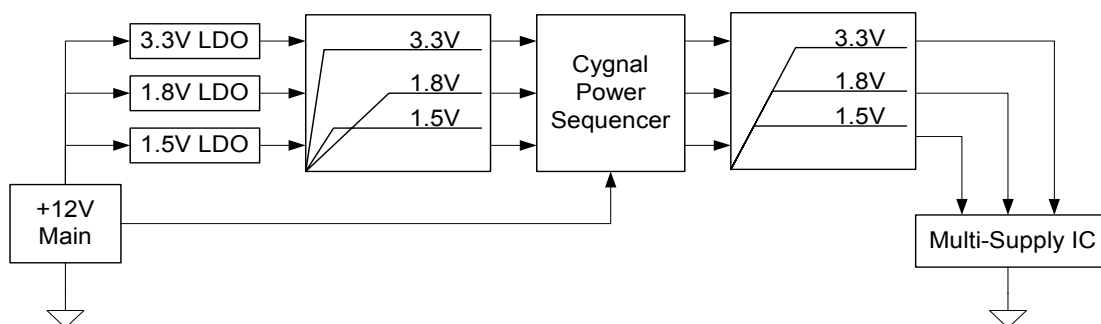 3.3V LDO
1.8V LDO
1.5V LDO
+12V
Main
3.3V
1.8V
1.5V
Cygnal
Power
Sequencer
3.3V
1.8V
1.5V
Multi-Supply IC